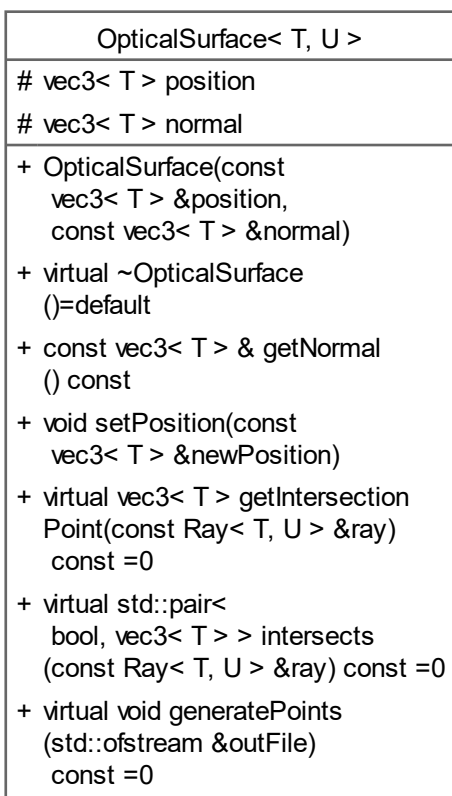 OpticalSurface< T, U >
# vec3< T > position
# vec3< T > normal
+ OpticalSurface(const
vec3< T > &position,
const vec3< T > &normal)
+ virtual ~OpticalSurface
()=default
+ const vec3< T > & getNormal
() const
+ void setPosition(const
vec3< T > &newPosition)
+ virtual vec3< T > getIntersection
Point(const Ray< T, U > &ray)
const =0
+ virtual std::pair<
bool, vec3< T > > intersects
(const Ray< T, U > &ray) const =0
+ virtual void generatePoints
(std::ofstream &outFile)
const =0